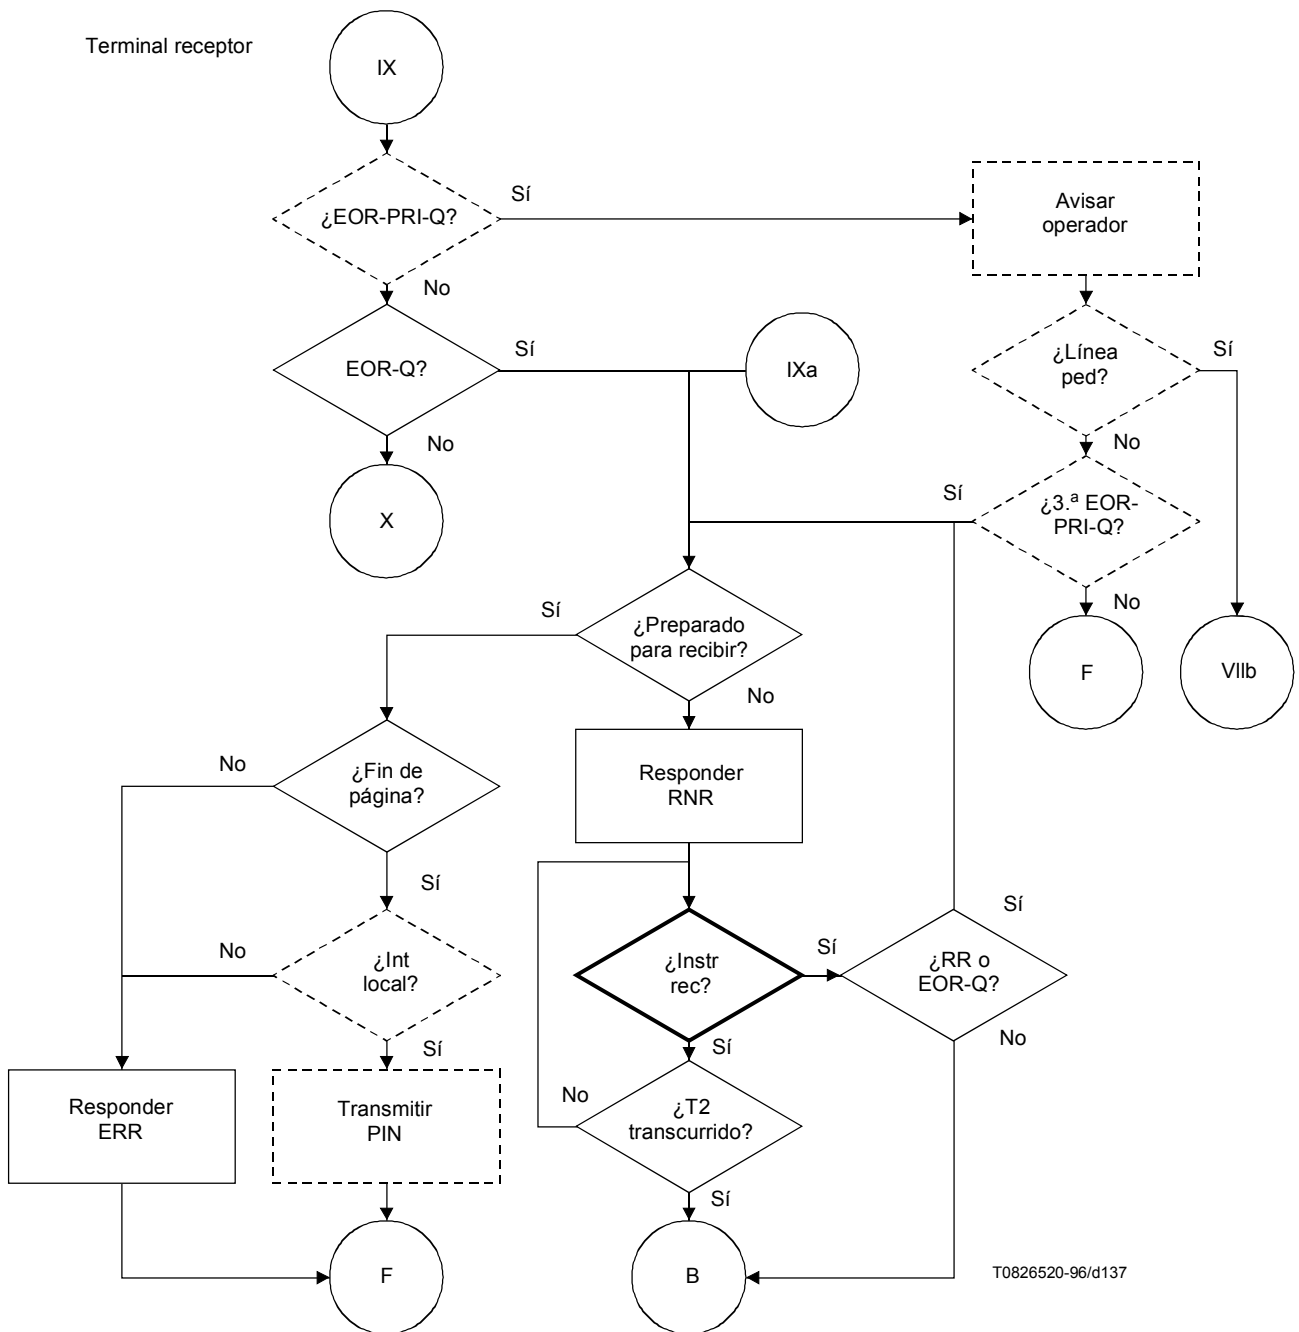 Terminal receptor
IX
¿EOR-PRI-Q?
Sí
No
Avisar
operador
EOR-Q?
Sí
No
IXa
¿Línea
ped?
Sí
No
X
Sí
¿3.ª EOR-
PRI-Q?
No
F
VIIb
Sí
¿Preparado
para recibir?
No
No
¿Fin de
página?
Sí
Responder
RNR
No
¿Int
local?
Sí
¿Instr
rec?
Sí
Sí
Sí
¿RR o
EOR-Q?
No
Responder
ERR
Transmitir
PIN
No
¿T2
transcurrido?
Sí
F
B
T0826520-96/d137